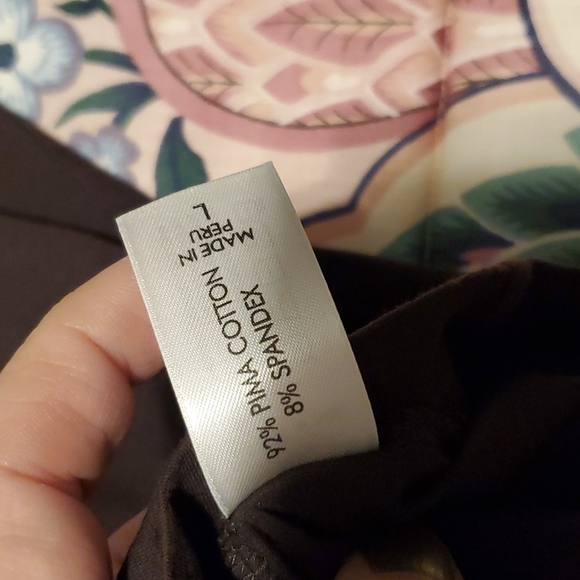 L
MADE IN
PERU
92% PIMA COTTON
8% SPANDEX